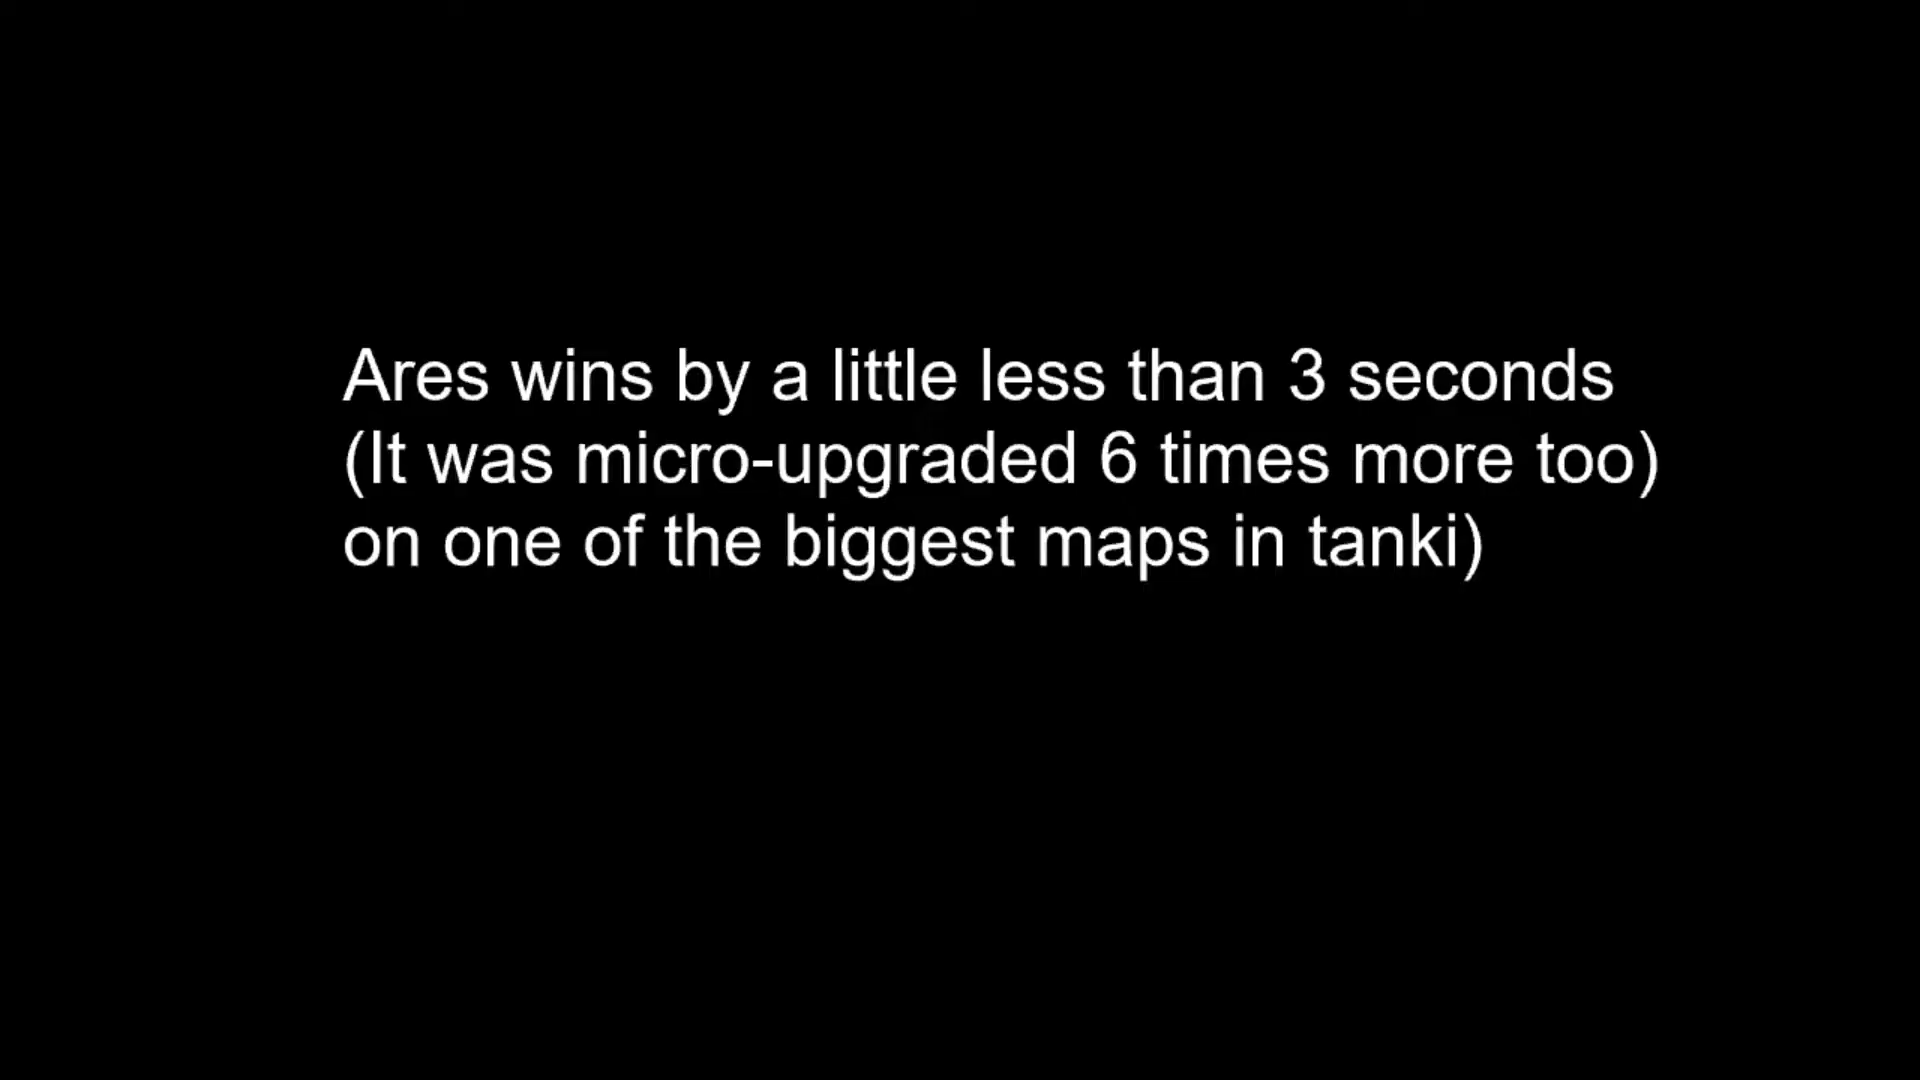 Ares wins by a little less than 3 seconds
(It was micro-upgraded 6 times more too)
on one of the biggest maps in tanki)